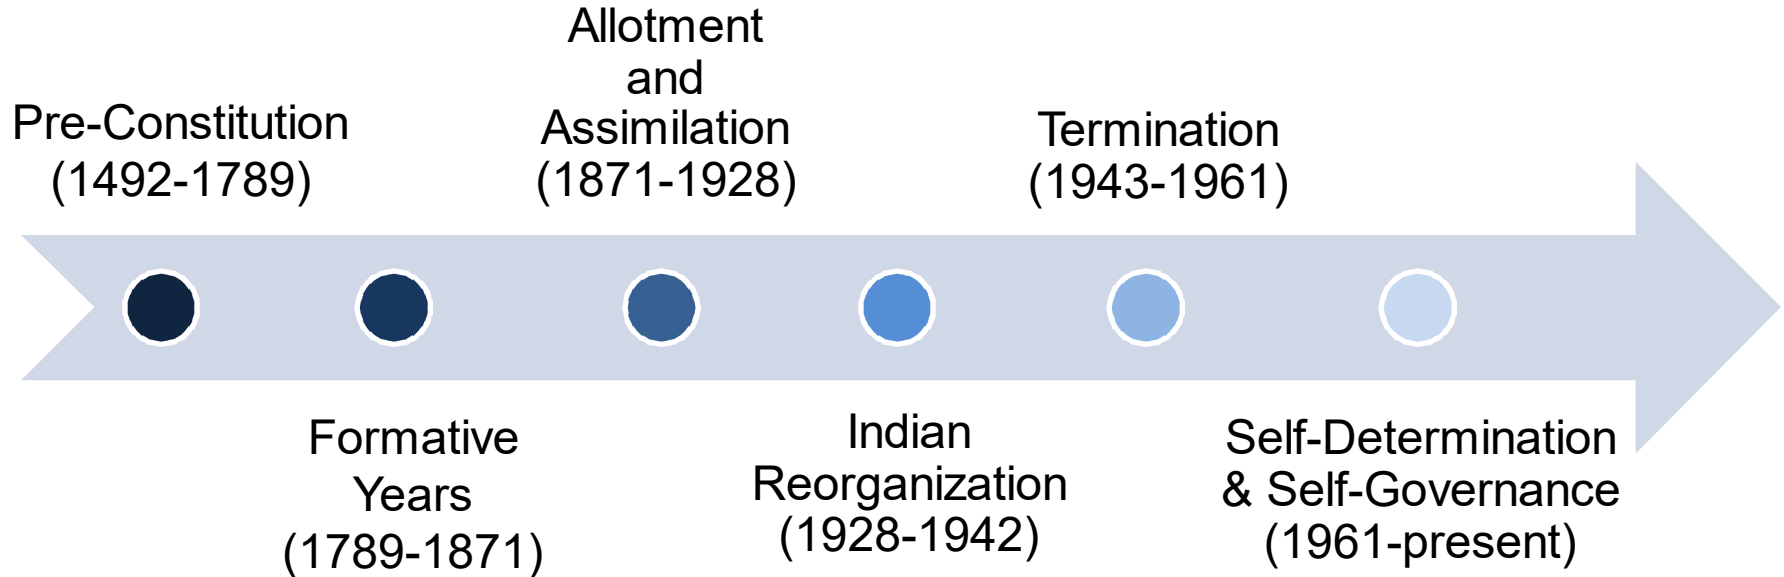 Pre-Constitution
(1492-1789)
Formative
Years
(1789-1871)
Allotment
and
Assimilation
(1871-1928)
Indian
Reorganization
(1928-1942)
Termination
(1943-1961)
Self-Determination
& Self-Governance
(1961-present)